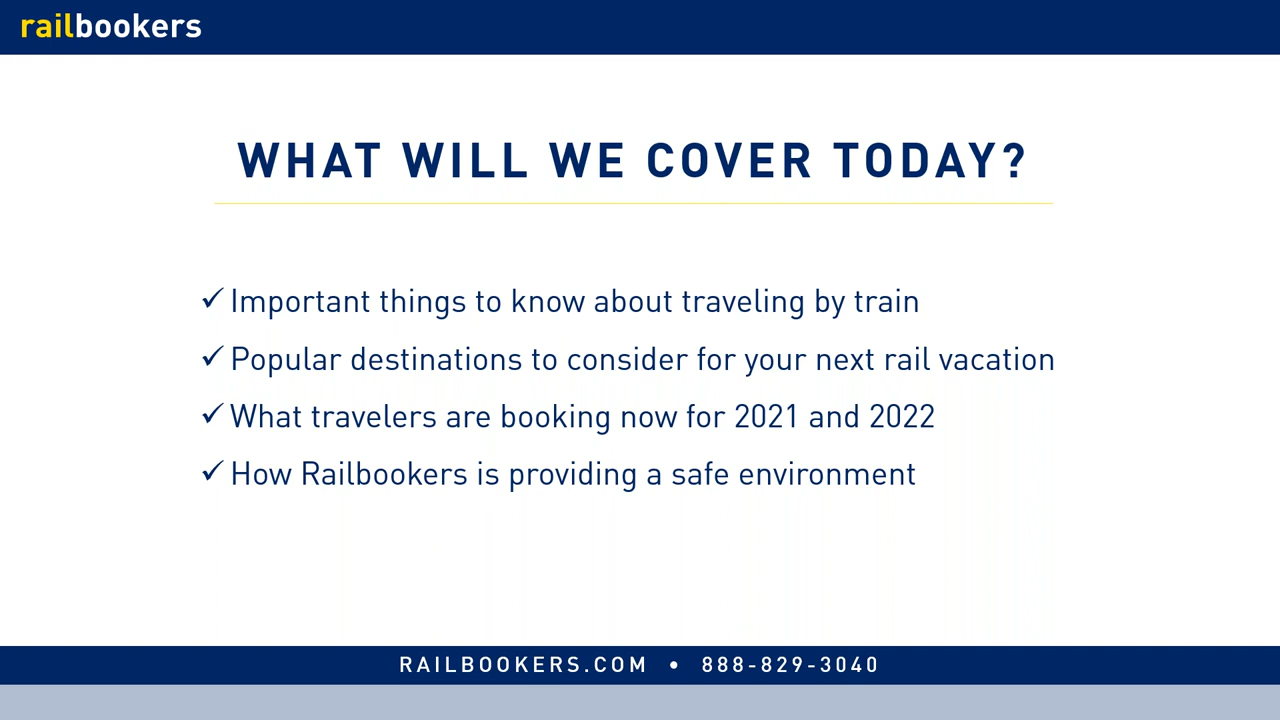 railbookers
WHAT WILL WE COVER TODAY?
✓ Important things to know about traveling by train
✓ Popular destinations to consider for your next rail vacation
✓ What travelers are booking now for 2021 and 2022
✓ How Railbookers is providing a safe environment
RAILBOOKERS.COM • 888-829-3040